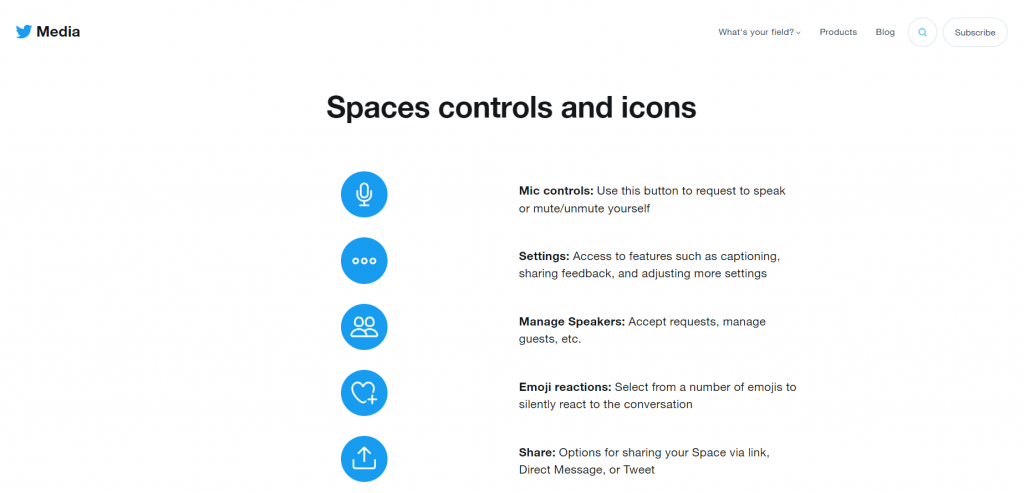 Media
What's your field?
Products
Blog
Subscribe
Spaces controls and icons
Mic controls: Use this button to request to speak
or mute/unmute yourself
Settings: Access to features such as captioning,
sharing feedback, and adjusting more settings
Manage Speakers: Accept requests, manage
guests, etc.
Emoji reactions: Select from a number of emojis to
silently react to the conversation
Share: Options for sharing your Space via link,
Direct Message, or Tweet